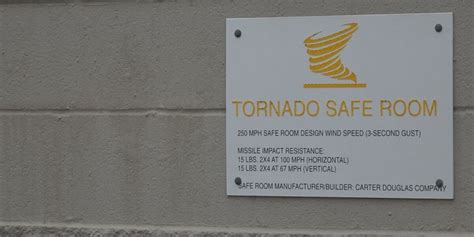 TORNADO SAFE ROOM
250 MPH SAFE ROOM DESIGN WIND SPEED (3-SECOND GUST)
MISSILE IMPACT RESISTANCE:
15 LBS. 2X4 AT 100 MPH (HORIZONTAL)
15 LBS. 2X4 AT 67 MPH (VERTICAL)
SAFE ROOM MANUFACTURER/BUILDER: CARTER DOUGLAS COMPANY